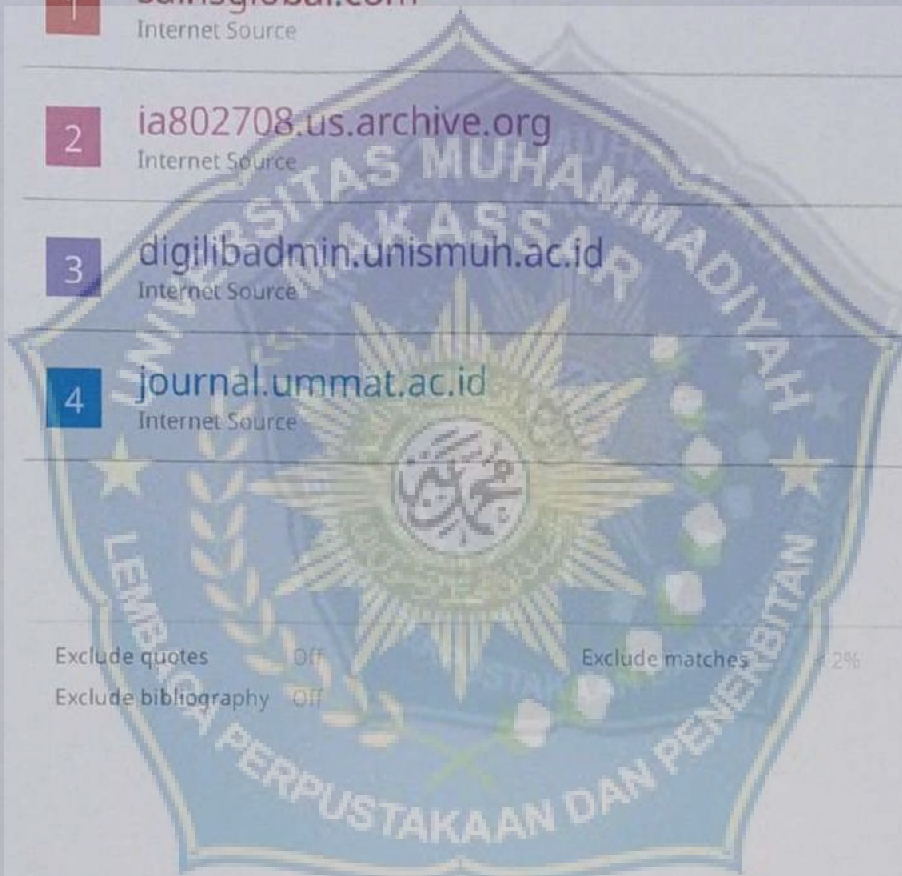 1
Internet Source
2 ia802708.us.archive.org
Internet Source
3 digilibadmin.unismuh.ac.id
Internet Source
4 journal.ummat.ac.id
Internet Source
UNIVERSITAS MUHAMMADIYAH
MAKASSAR
Exclude quotes Off Exclude matches < 2%
Exclude bibliography Off
LEMBAGA PERPUSTAKAAN DAN PENERBITAN